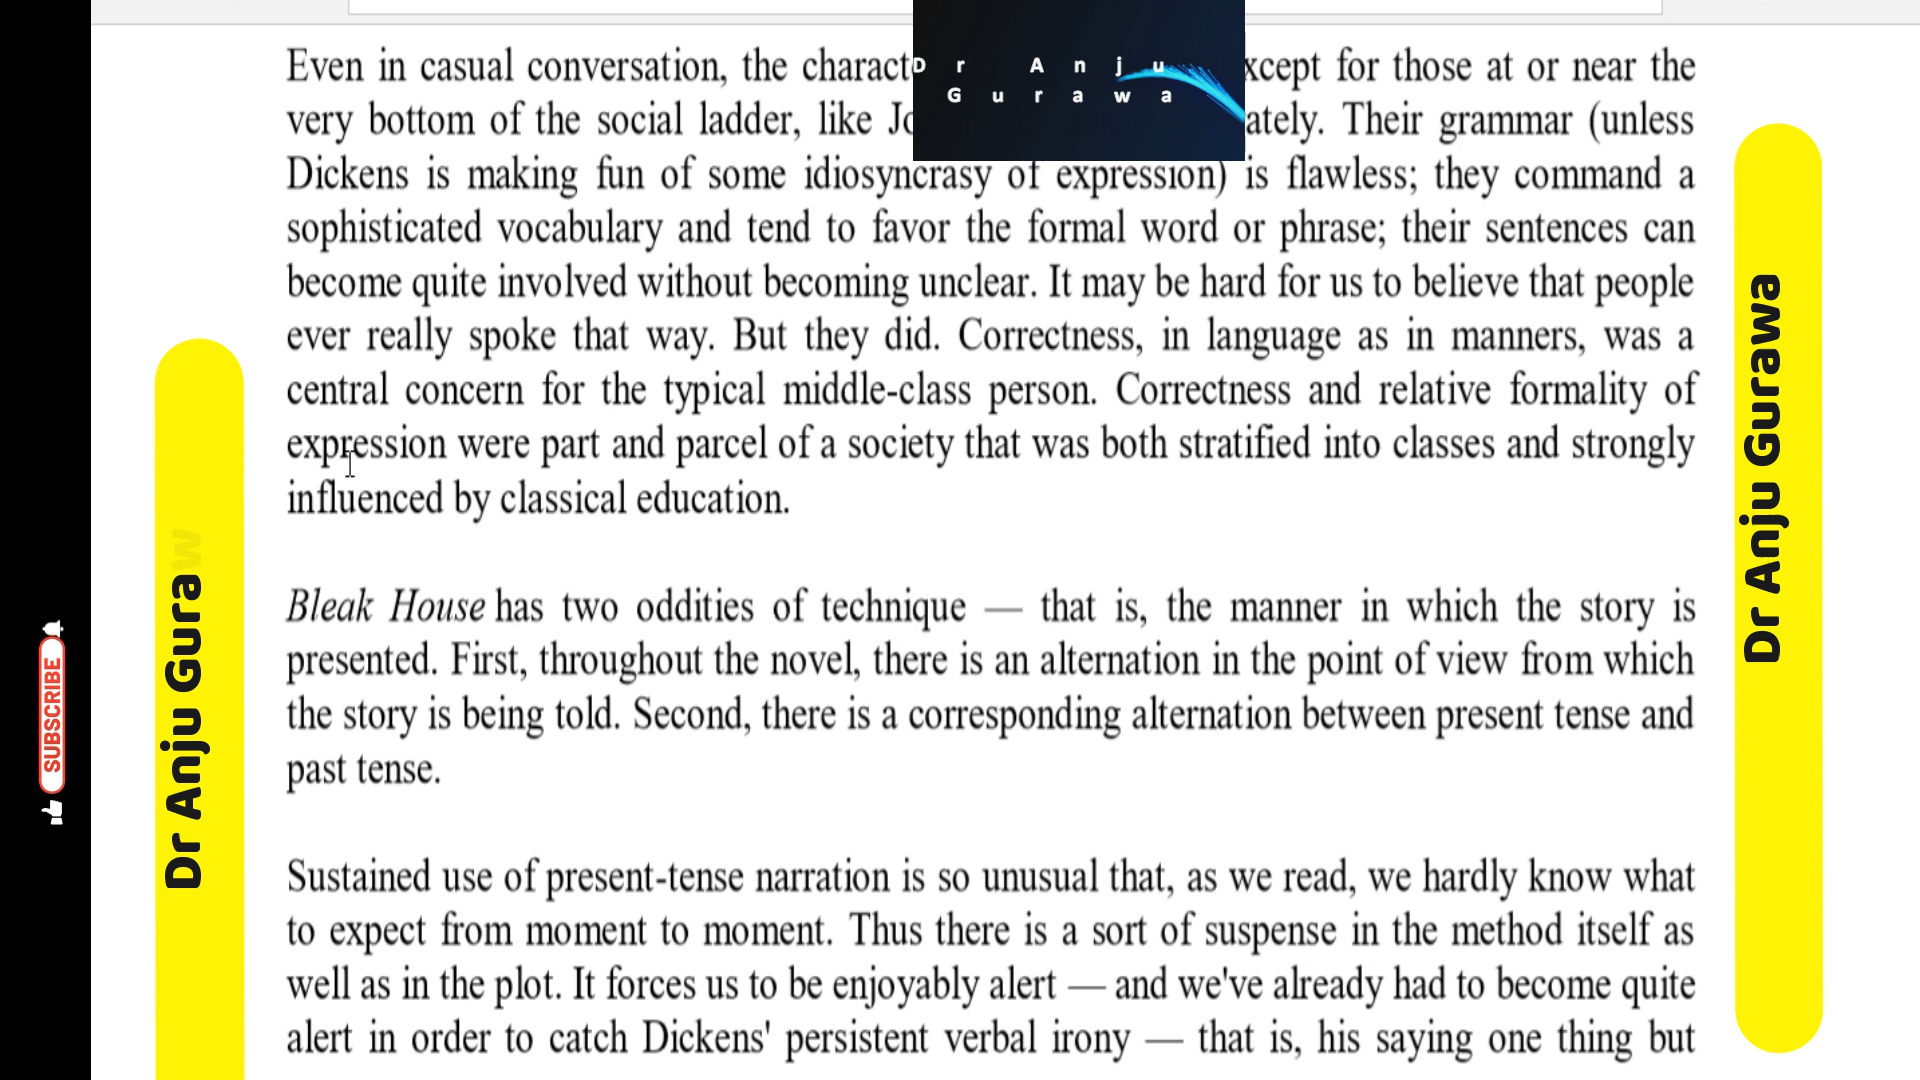 Even in casual conversation, the
Dr Anju
Gurawa
for those at or near the
very bottom of the social ladder, like
Their grammar (unless
Dickens is making fun of some idiosyncrasy of expression) is flawless; they command a
sophisticated vocabulary and tend to favor the formal word or phrase; their sentences can
become quite involved without becoming unclear. It may be hard for us to believe that people
ever really spoke that way. But they did. Correctness, in language as in manners, was a
central concern for the typical middle-class person. Correctness and relative formality of
expression were part and parcel of a society that was both stratified into classes and strongly
influenced by classical education.
Bleak House has two oddities of technique — that is, the manner in which the story is
presented. First, throughout the novel, there is an alternation in the point of view from which
the story is being told. Second, there is a corresponding alternation between present tense and
past tense.
Sustained use of present-tense narration is so unusual that, as we read, we hardly know what
to expect from moment to moment. Thus there is a sort of suspense in the method itself as
well as in the plot. It forces us to be enjoyably alert — and we've already had to become quite
alert in order to catch Dickens' persistent verbal irony — that is, his saying one thing but
Dr Anju Guraw
Dr Anju Gurawa
SUBSCRIBE